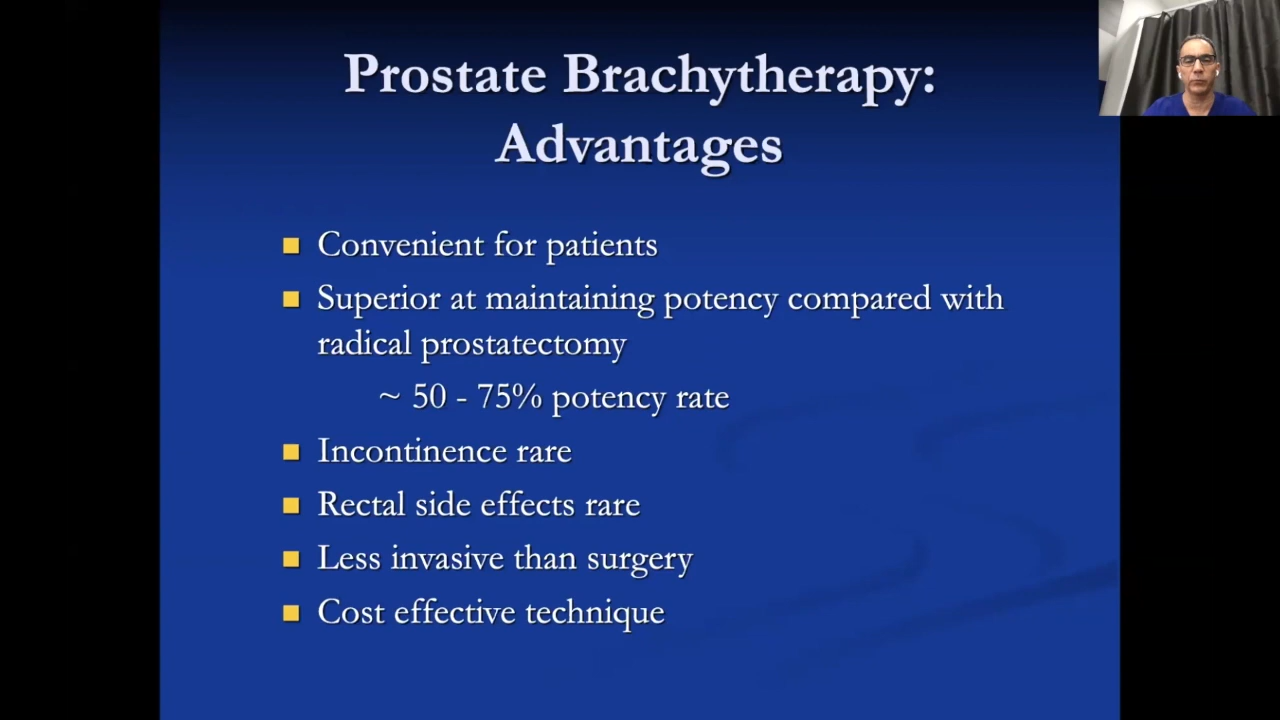 Prostate Brachytherapy:
Advantages
Convenient for patients
Superior at maintaining potency compared with
radical prostatectomy
~ 50 - 75% potency rate
Incontinence rare
Rectal side effects rare
Less invasive than surgery
Cost effective technique